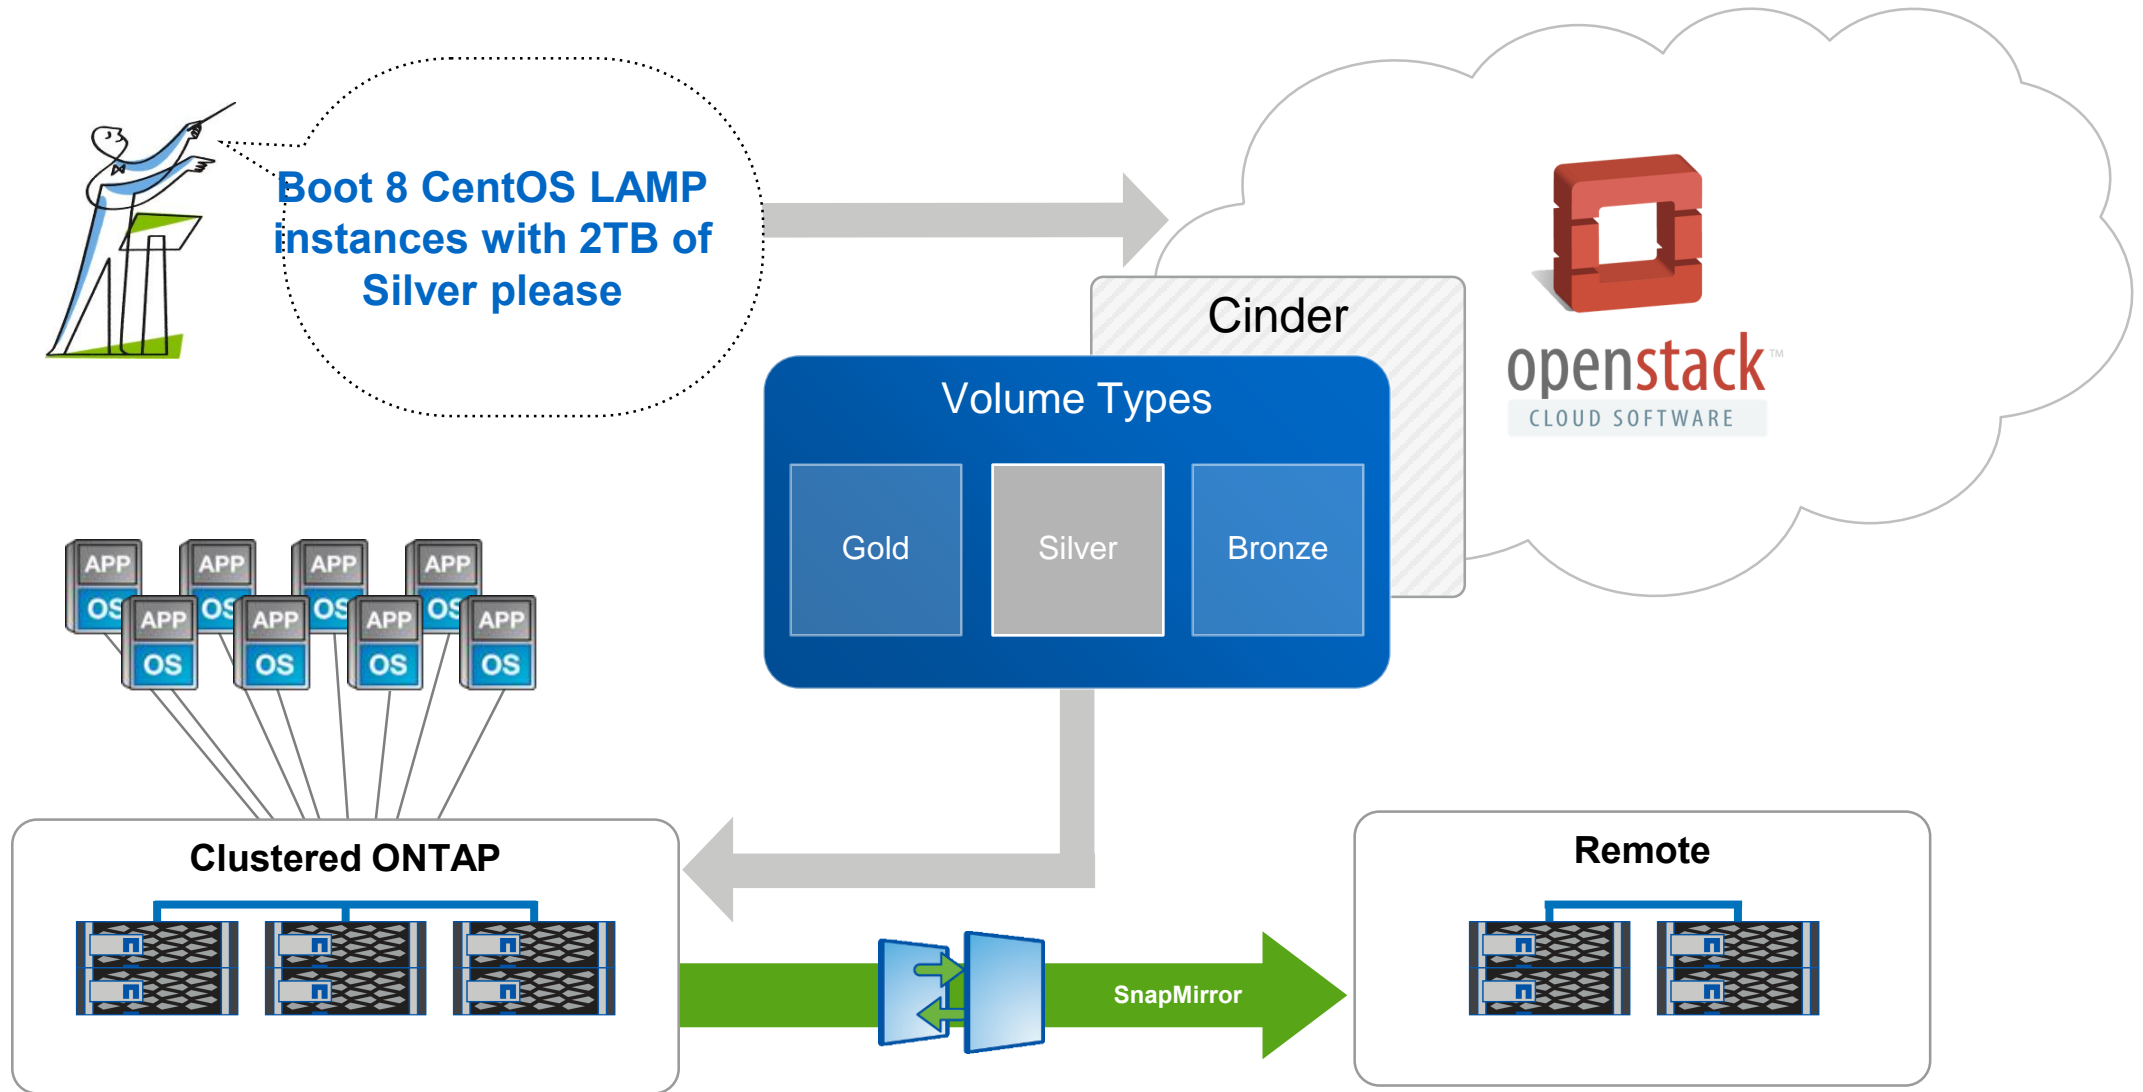 Boot 8 CentOS LAMP
instances with 2TB of
Silver please
Cinder
openstack™
CLOUD SOFTWARE
Volume Types
Gold
Silver
Bronze
APP
OS
APP
OS
APP
OS
APP
OS
APP
OS
APP
OS
APP
OS
APP
OS
Clustered ONTAP
Remote
SnapMirror